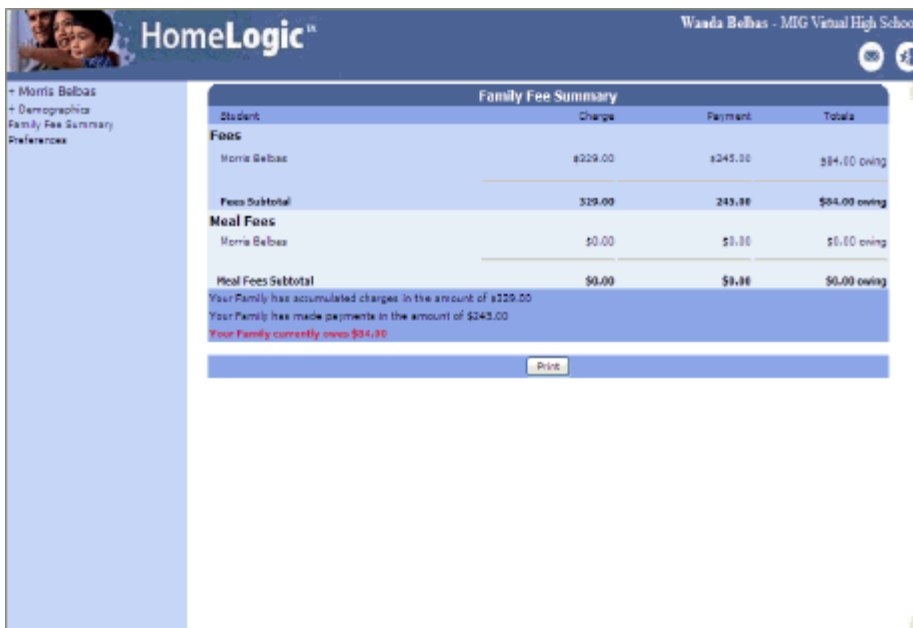 HomeLogic™
Wanda Belbas - MIG Virtual High School
+ Morris Belbas
+ Demographics
Family Fee Summary
Preferences
Family Fee Summary
Student Charge Payment Totals
Fees
Morris Belbas $329.00 $245.00 $84.00 owing
Fees Subtotal 329.00 245.00 $84.00 owing
Meal Fees
Morris Belbas $0.00 $0.00 $0.00 owing
Meal Fees Subtotal $0.00 $0.00 $0.00 owing
Your Family has accumulated charges in the amount of $329.00
Your Family has made payments in the amount of $245.00
Your Family currently owes $84.00
Print